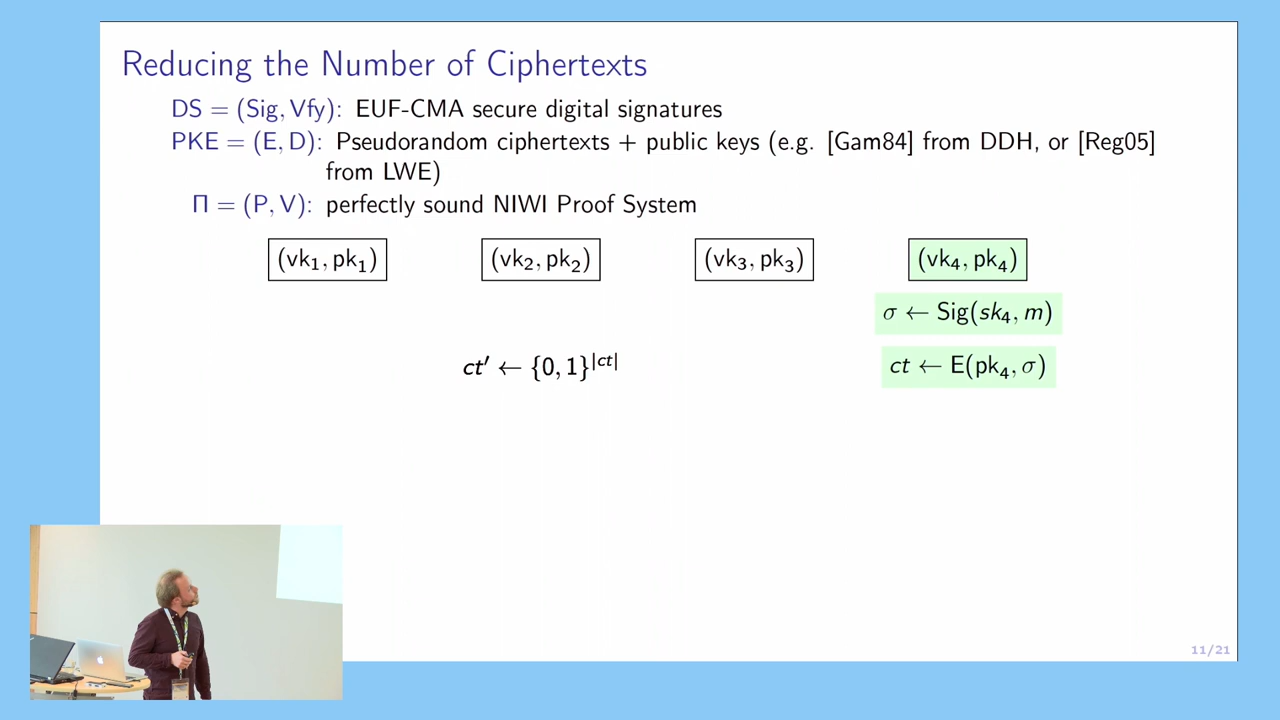 Reducing the Number of Ciphertexts
DS = (Sig, Vfy): EUF-CMA secure digital signatures
PKE = (E, D): Pseudorandom ciphertexts + public keys (e.g. [Gam84] from DDH, or [Reg05]
from LWE)
Π = (P, V): perfectly sound NIWI Proof System
(vk₁, pk₁) (vk₂, pk₂) (vk₃, pk₃) (vk₄, pk₄)
σ ← Sig(sk₄, m)
ct′ ← {0, 1}^|ct| ct ← E(pk₄, σ)
11/21